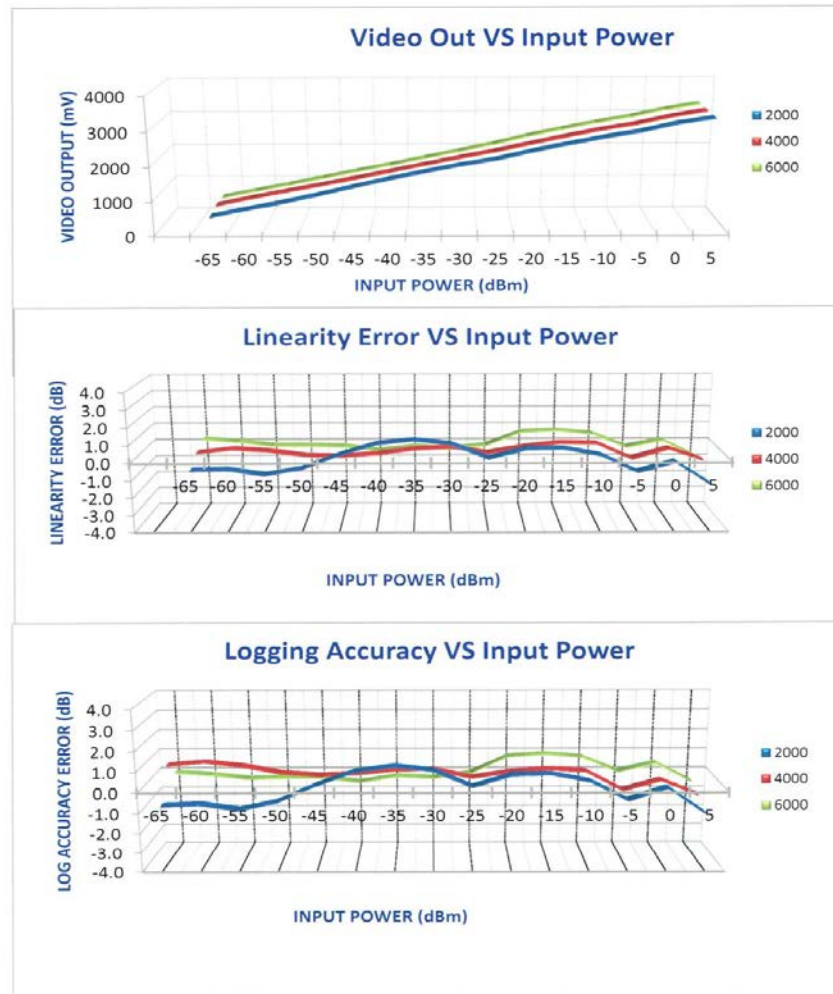 Video Out VS Input Power
VIDEO OUTPUT (mV)
4000
3000
2000
1000
0
-65 -60 -55 -50 -45 -40 -35 -30 -25 -20 -15 -10 -5 0 5
INPUT POWER (dBm)
2000
4000
6000
Linearity Error VS Input Power
LINEARITY ERROR (dB)
4.0
3.0
2.0
1.0
0.0
-1.0
-2.0
-3.0
-4.0
-65 -60 -55 -50 -45 -40 -35 -30 -25 -20 -15 -10 -5 0 5
INPUT POWER (dBm)
2000
4000
6000
Logging Accuracy VS Input Power
LOG ACCURACY ERROR (dB)
4.0
3.0
2.0
1.0
0.0
-1.0
-2.0
-3.0
-4.0
-65 -60 -55 -50 -45 -40 -35 -30 -25 -20 -15 -10 -5 0 5
INPUT POWER (dBm)
2000
4000
6000